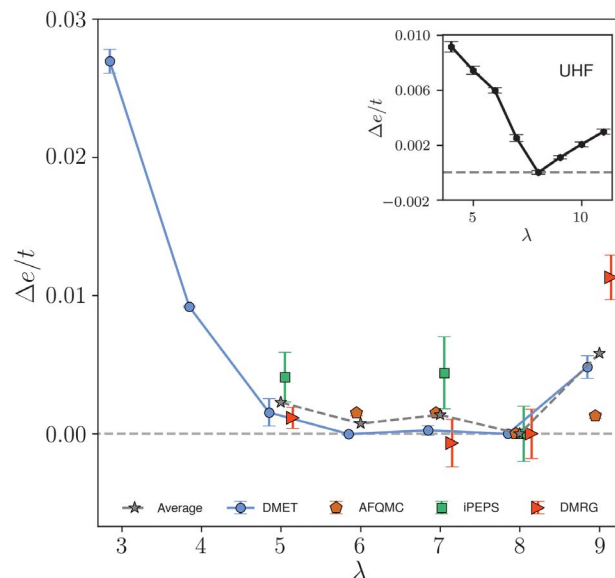 0.03
0.02
0.01
0.00
Δe/t
3 4 5 6 7 8 9
λ
Average DMET AFQMC iPEPS DMRG
0.010
0.006
0.002
−0.002
Δe/t
UHF
5 10
λ